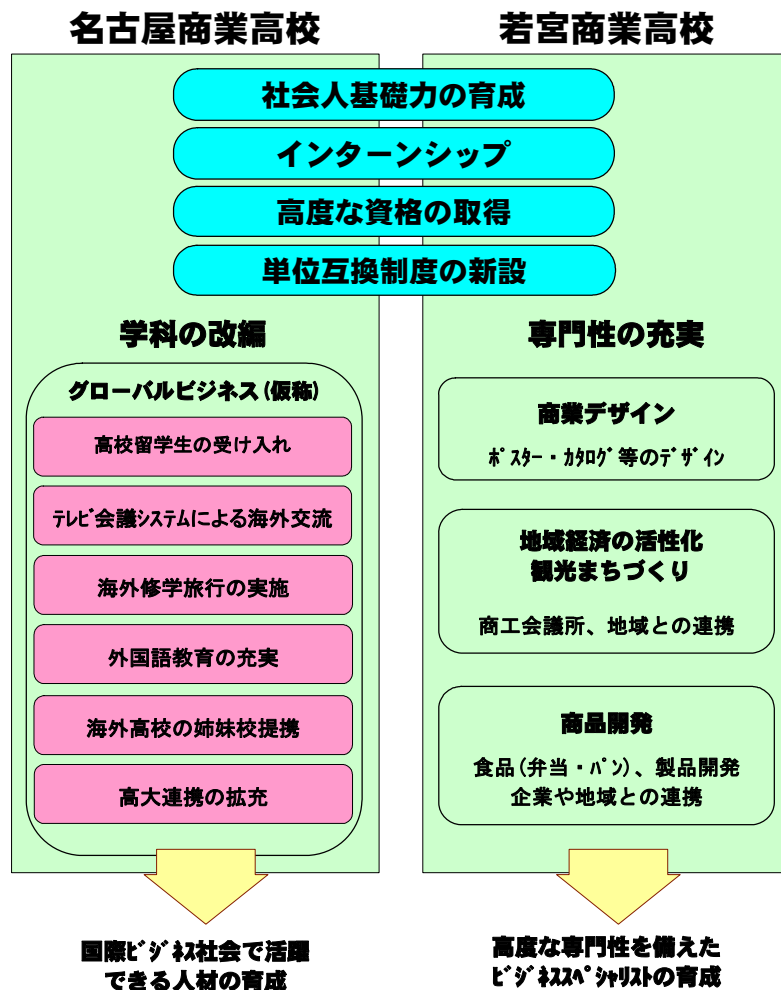 名古屋商業高校
若宮商業高校
社会人基礎力の育成
インターンシップ
高度な資格の取得
単位互換制度の新設
学科の改編
グローバルビジネス(仮称)
高校留学生の受け入れ
ﾃﾚﾋﾞ会議ｼｽﾃﾑによる海外交流
海外修学旅行の実施
外国語教育の充実
海外高校の姉妹校提携
高大連携の拡充
国際ﾋﾞｼﾞﾈｽ社会で活躍
できる人材の育成
専門性の充実
商業デザイン
ﾎﾟｽﾀｰ・ｶﾀﾛｸﾞ等のﾃﾞｻﾞｲﾝ
地域経済の活性化
観光まちづくり
商工会議所、地域との連携
商品開発
食品(弁当・ﾊﾟﾝ)、製品開発
企業や地域との連携
高度な専門性を備えた
ﾋﾞｼﾞﾈｽｽﾍﾟｼｬﾘｽﾄの育成